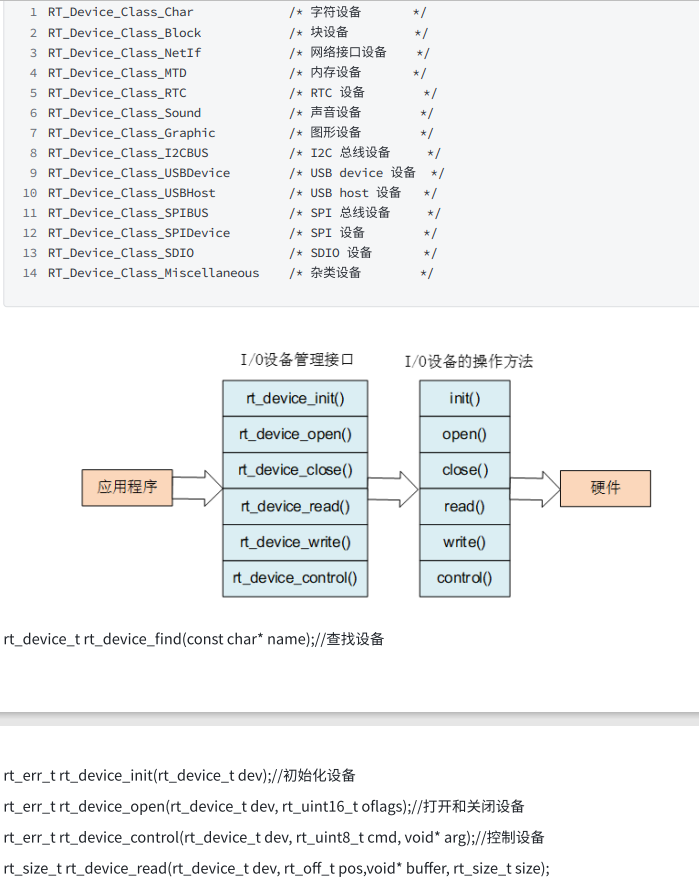 1 RT_Device_Class_Char /* 字符设备 */
2 RT_Device_Class_Block /* 块设备 */
3 RT_Device_Class_NetIf /* 网络接口设备 */
4 RT_Device_Class_MTD /* 内存设备 */
5 RT_Device_Class_RTC /* RTC 设备 */
6 RT_Device_Class_Sound /* 声音设备 */
7 RT_Device_Class_Graphic /* 图形设备 */
8 RT_Device_Class_I2CBUS /* I2C 总线设备 */
9 RT_Device_Class_USBDevice /* USB device 设备 */
10 RT_Device_Class_USBHost /* USB host 设备 */
11 RT_Device_Class_SPIBUS /* SPI 总线设备 */
12 RT_Device_Class_SPIDevice /* SPI 设备 */
13 RT_Device_Class_SDIO /* SDIO 设备 */
14 RT_Device_Class_Miscellaneous /* 杂类设备 */
I/O设备管理接口
I/O设备的操作方法
应用程序
rt_device_init()
rt_device_open()
rt_device_close()
rt_device_read()
rt_device_write()
rt_device_control()
init()
open()
close()
read()
write()
control()
硬件
rt_device_t rt_device_find(const char* name);//查找设备
rt_err_t rt_device_init(rt_device_t dev);//初始化设备
rt_err_t rt_device_open(rt_device_t dev, rt_uint16_t oflags);//打开和关闭设备
rt_err_t rt_device_control(rt_device_t dev, rt_uint8_t cmd, void* arg);//控制设备
rt_size_t rt_device_read(rt_device_t dev, rt_off_t pos,void* buffer, rt_size_t size);